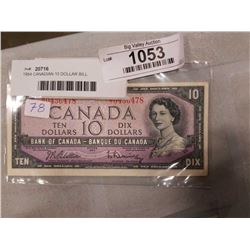 Big Valley Auction
1053
20716
1954 CANADIAN 10 DOLLAR BILL
78
CANADA
10
TEN DOLLARS
10
DIX DOLLARS
BANK OF CANADA - BANQUE DU CANADA
TEN
DIX